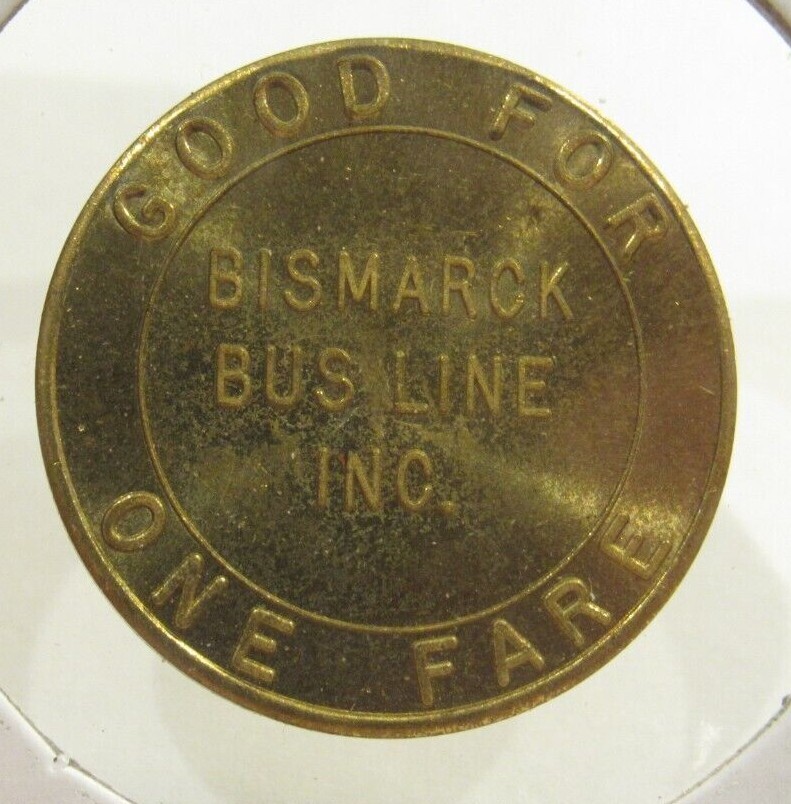 GOOD FOR
BISMARCK
BUS LINE
INC.
ONE FARE